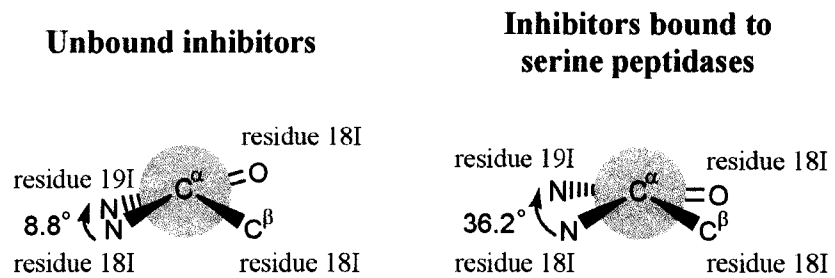 Unbound inhibitors
Inhibitors bound to
serine peptidases
residue 18I
residue 19I
N
N
Cα
O
Cβ
8.8°
residue 18I
residue 18I
residue 19I
residue 18I
N
N
Cα
O
Cβ
36.2°
residue 18I
residue 18I